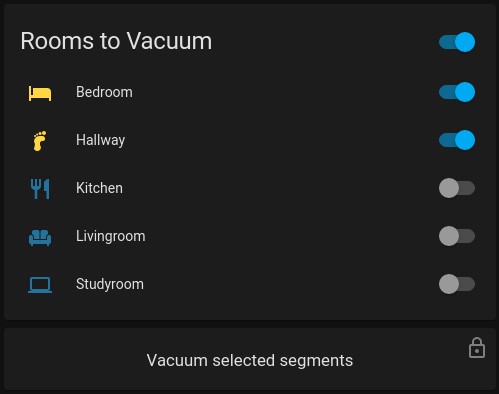 Rooms to Vacuum
Bedroom
Hallway
Kitchen
Livingroom
Studyroom
Vacuum selected segments